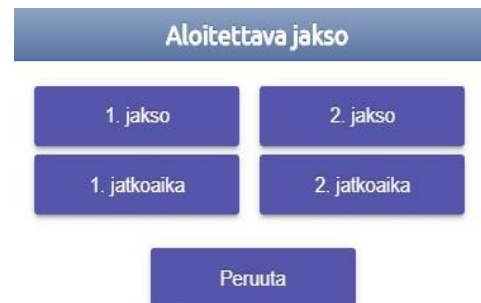 Aloitettava jakso
1. jakso 2. jakso
1. jatkoaika 2. jatkoaika
Peruuta